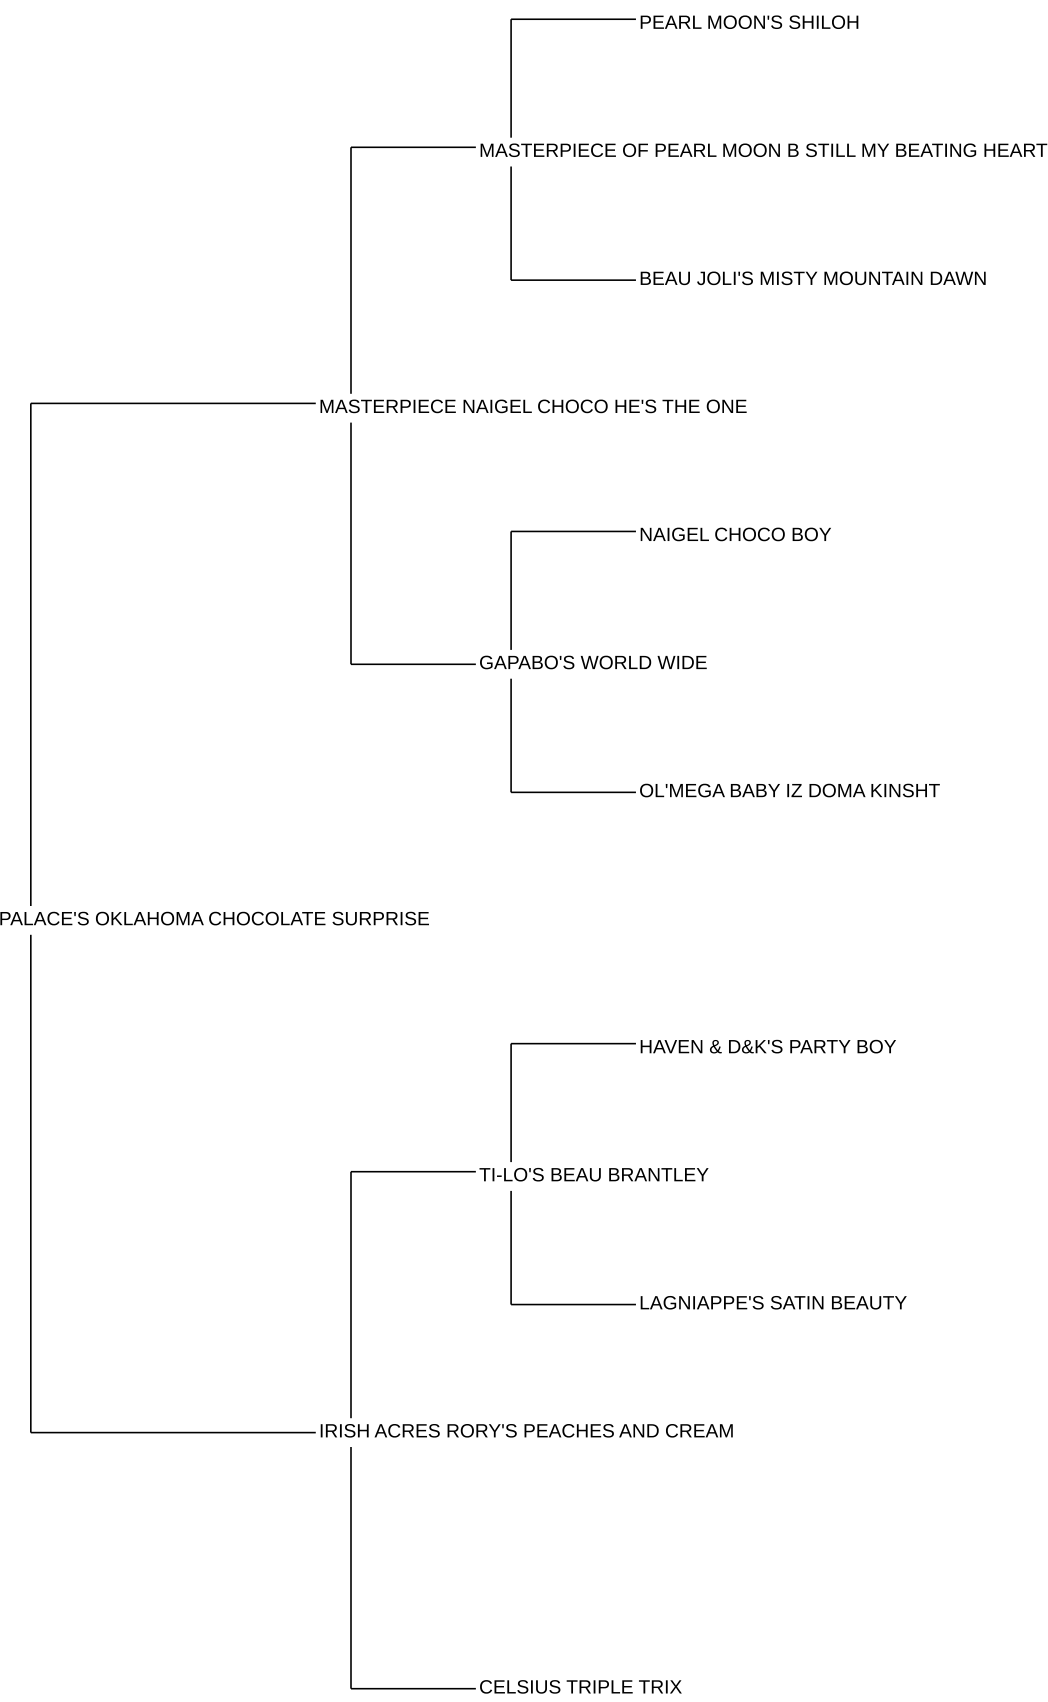 PEARL MOON'S SHILOH
MASTERPIECE OF PEARL MOON B STILL MY BEATING HEART
BEAU JOLI'S MISTY MOUNTAIN DAWN
MASTERPIECE NAIGEL CHOCO HE'S THE ONE
NAIGEL CHOCO BOY
GAPABO'S WORLD WIDE
OL'MEGA BABY IZ DOMA KINSHT
PALACE'S OKLAHOMA CHOCOLATE SURPRISE
HAVEN & D&K'S PARTY BOY
TI-LO'S BEAU BRANTLEY
LAGNIAPPE'S SATIN BEAUTY
IRISH ACRES RORY'S PEACHES AND CREAM
CELSIUS TRIPLE TRIX